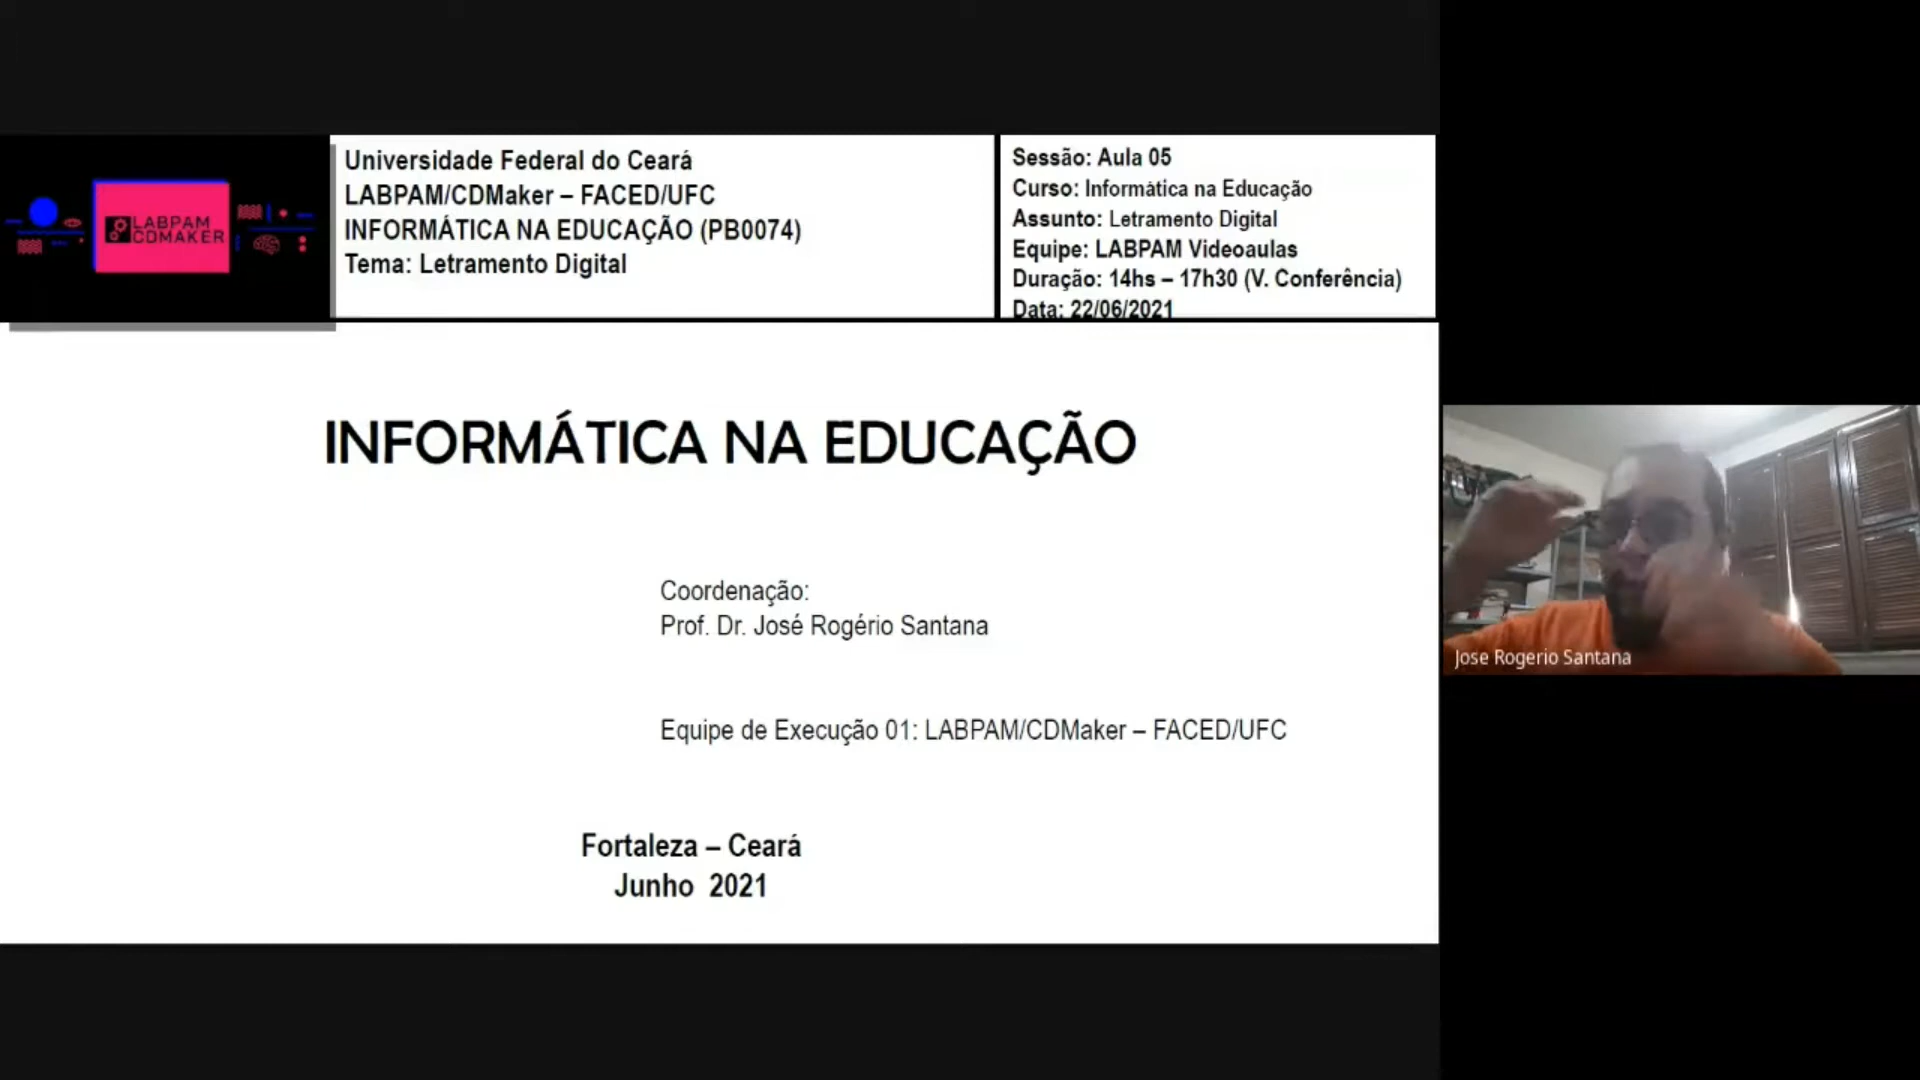 LABPAM
CDMAKER
Universidade Federal do Ceará
LABPAM/CDMaker – FACED/UFC
INFORMÁTICA NA EDUCAÇÃO (PB0074)
Tema: Letramento Digital
Sessão: Aula 05
Curso: Informática na Educação
Assunto: Letramento Digital
Equipe: LABPAM Videoaulas
Duração: 14hs – 17h30 (V. Conferência)
Data: 22/06/2021
INFORMÁTICA NA EDUCAÇÃO
Coordenação:
Prof. Dr. José Rogério Santana
Equipe de Execução 01: LABPAM/CDMaker – FACED/UFC
Fortaleza – Ceará
Junho 2021
Jose Rogerio Santana